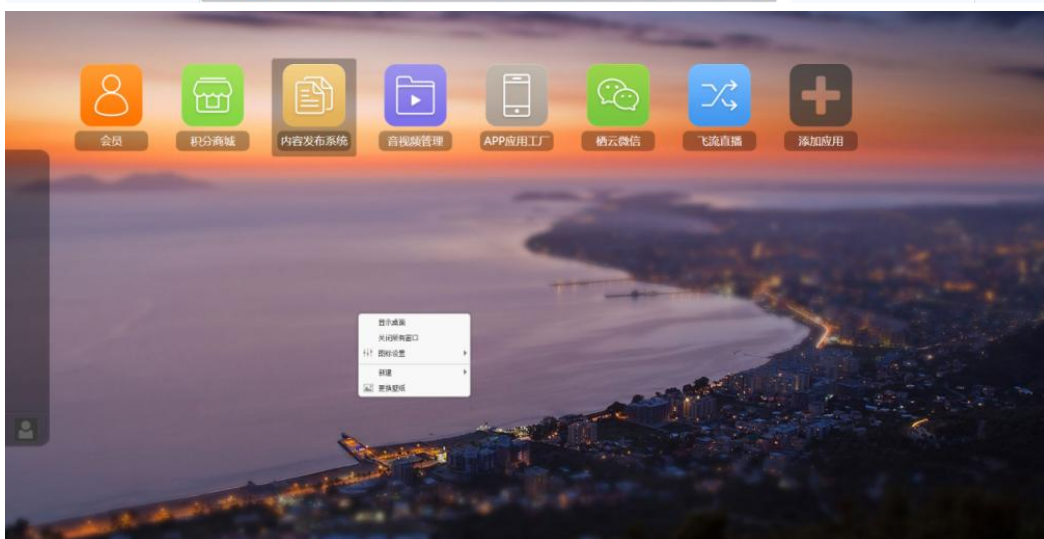 会员
积分商城
内容发布系统
音视频管理
APP应用工厂
栖云微信
飞流直播
添加应用
显示桌面
关闭所有窗口
图标设置
新建
更换壁纸